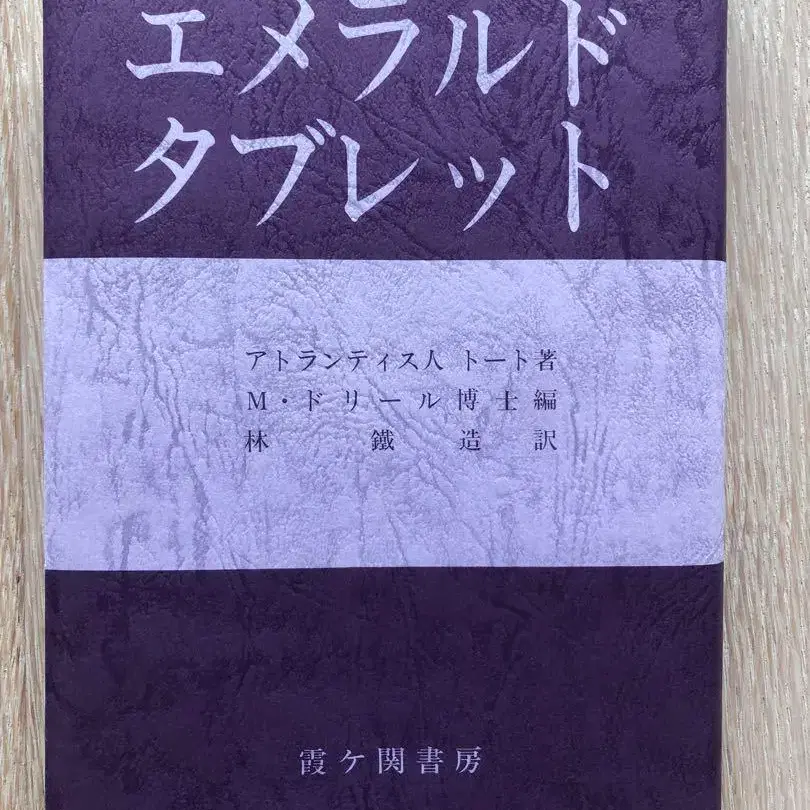 エメラルド
タブレット
アトランティス人 トート著
M・ドリール博士編
林鐵造訳
霞ケ関書房